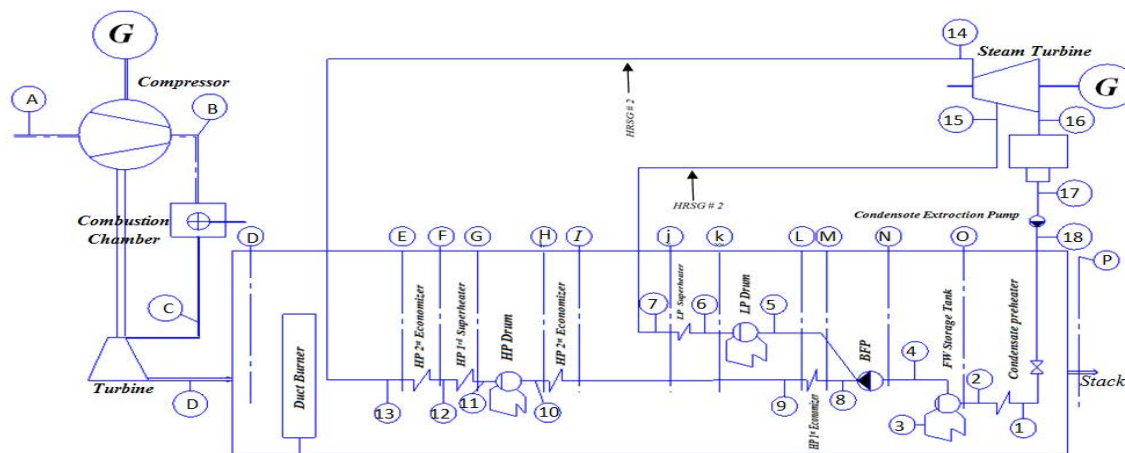 14
Steam Turbine
G
Compressor
A
B
G
15
16
HRSG # 2
17
HRSG # 2
Condensote Extroction Pump
Combustion
Chamber
18
D
E
F
G
H
I
j
k
L
M
N
O
P
C
Turbine
D
Duct Burner
HP 2ˢᵗ Economizer
HP 1ˢᵗ Superheater
HP Drum
HP 2ˢᵗ Economizer
LP Superheater
LP Drum
BFP
FW Storage Tank
Condensate preheater
7
6
5
4
2
Stack
13
12
11
10
9
HP 1ˢᵗ Economizer
8
3
1